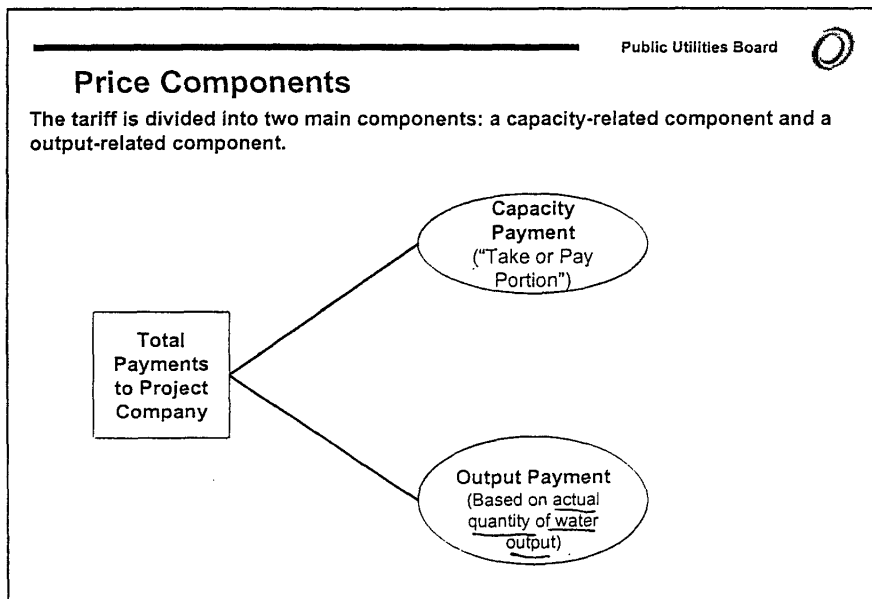 Public Utilities Board
Price Components
The tariff is divided into two main components: a capacity-related component and a
output-related component.
Capacity
Payment
("Take or Pay
Portion")
Total
Payments
to Project
Company
Output Payment
(Based on actual
quantity of water
output)